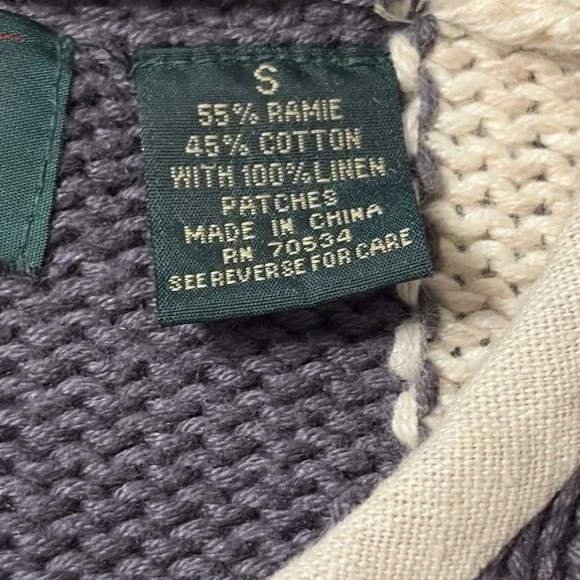 S
55% RAMIE
45% COTTON
WITH 100% LINEN
PATCHES
MADE IN CHINA
RN 70534
SEE REVERSE FOR CARE